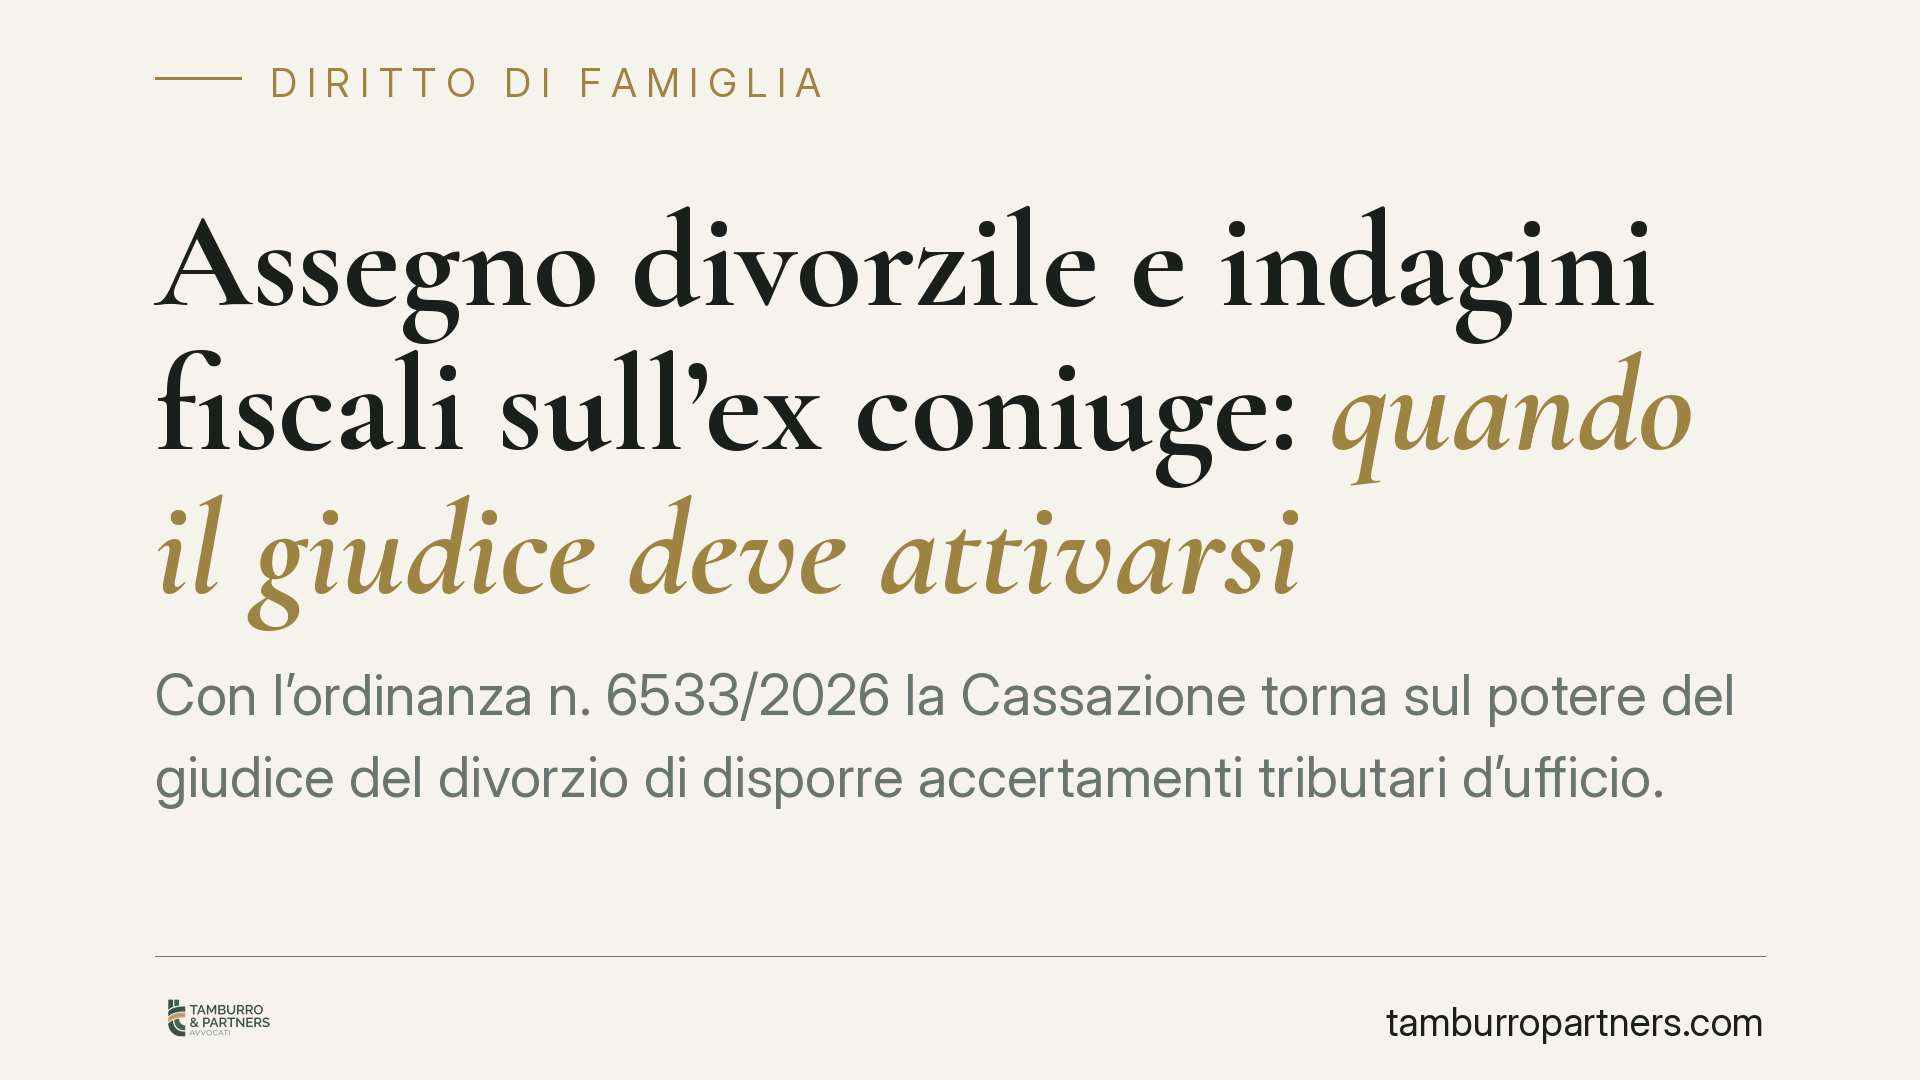 DIRITTO DI FAMIGLIA
Assegno divorzile e indagini
fiscali sull’ex coniuge: quando
il giudice deve attivarsi
Con l’ordinanza n. 6533/2026 la Cassazione torna sul potere del
giudice del divorzio di disporre accertamenti tributari d’ufficio.
TAMBURRO
& PARTNERS
AVVOCATI
tamburropartners.com